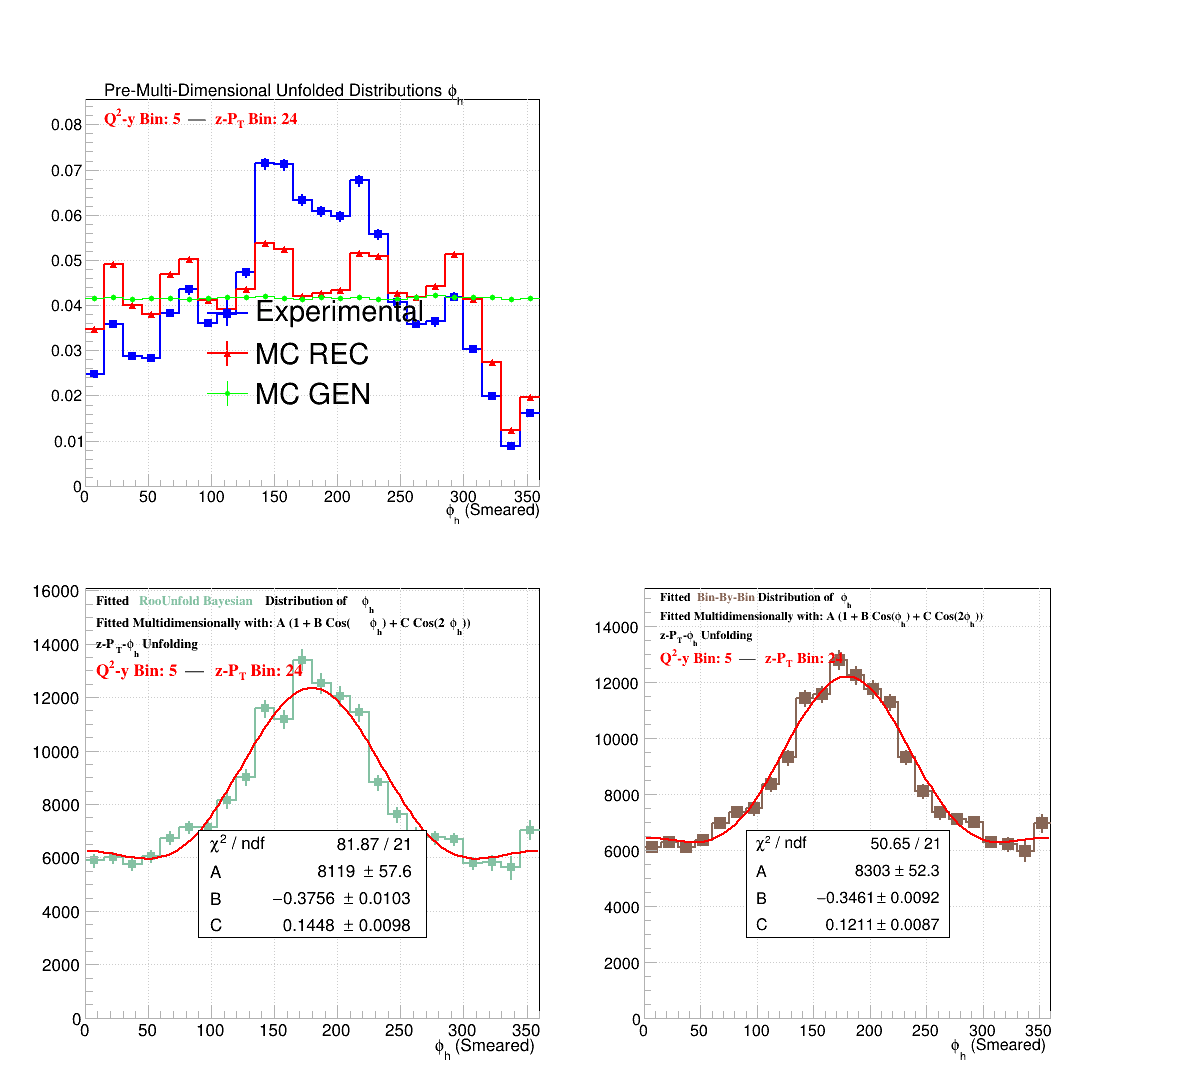 Pre-Multi-Dimensional Unfolded Distributions ϕh
Q2-y Bin: 5 — z-PT Bin: 24
0.08
0.07
0.06
0.05
0.04
0.03
0.02
0.01
0
Experimental
MC REC
MC GEN
0 50 100 150 200 250 300 350
ϕh (Smeared)
Fitted RooUnfold Bayesian Distribution of ϕh
Fitted Multidimensionally with: A (1 + B Cos( ϕh) + C Cos(2 ϕh))
z-PT-ϕh Unfolding
Q2-y Bin: 5 — z-PT Bin: 24
16000
14000
12000
10000
8000
6000
4000
2000
0
χ2 / ndf 81.87 / 21
A 8119 ± 57.6
B −0.3756 ± 0.0103
C 0.1448 ± 0.0098
0 50 100 150 200 250 300 350
ϕh (Smeared)
Fitted Bin-By-Bin Distribution of ϕh
Fitted Multidimensionally with: A (1 + B Cos(ϕh) + C Cos(2ϕh))
z-PT-ϕh Unfolding
Q2-y Bin: 5 — z-PT Bin: 24
14000
12000
10000
8000
6000
4000
2000
0
χ2 / ndf 50.65 / 21
A 8303 ± 52.3
B −0.3461 ± 0.0092
C 0.1211 ± 0.0087
0 50 100 150 200 250 300 350
ϕh (Smeared)